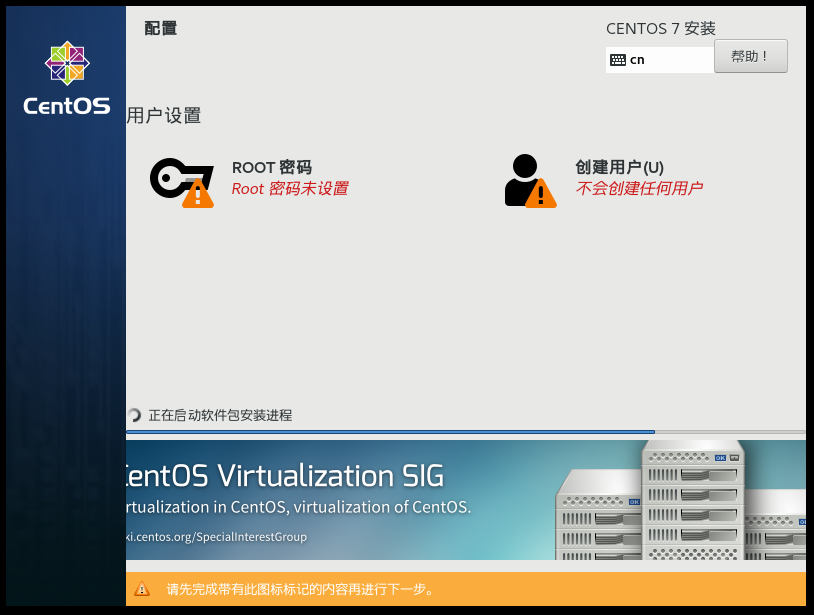 CentOS
配置
CENTOS 7 安装
cn
帮助！
用户设置
ROOT 密码
Root 密码未设置
创建用户(U)
不会创建任何用户
正在启动软件包安装进程
CentOS Virtualization SIG
rtualization in CentOS, virtualization of CentOS.
ki.centos.org/SpecialInterestGroup
OK
OK
请先完成带有此图标标记的内容再进行下一步。